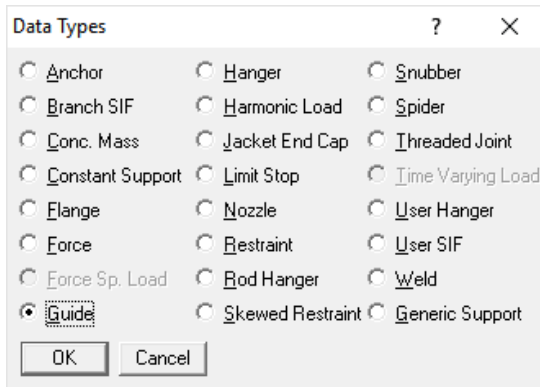 Data Types ? ×
Anchor Hanger Snubber
Branch SIF Harmonic Load Spider
Conc. Mass Jacket End Cap Threaded Joint
Constant Support Limit Stop Time Varying Load
Flange Nozzle User Hanger
Force Restraint User SIF
Force Sp. Load Rod Hanger Weld
Guide Skewed Restraint Generic Support
OK Cancel